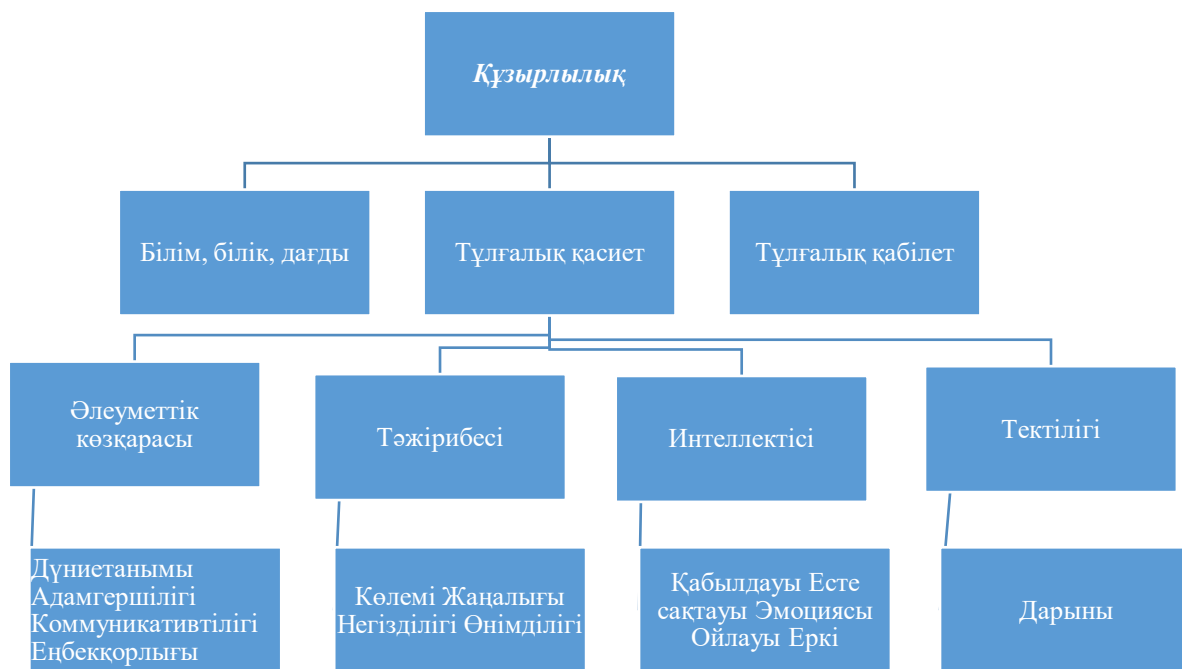 Құзырлылық
Білім, білік, дағды
Тұлғалық қасиет
Тұлғалық қабілет
Әлеуметтік
көзқарасы
Тәжірибесі
Интеллектісі
Тектілігі
Дүниетанымы
Адамгершілігі
Коммуникативтілігі
Еңбекқорлығы
Көлемі Жаңалығы
Негізділігі Өнімділігі
Қабылдауы Есте
сақтауы Эмоциясы
Ойлауы Еркі
Дарыны